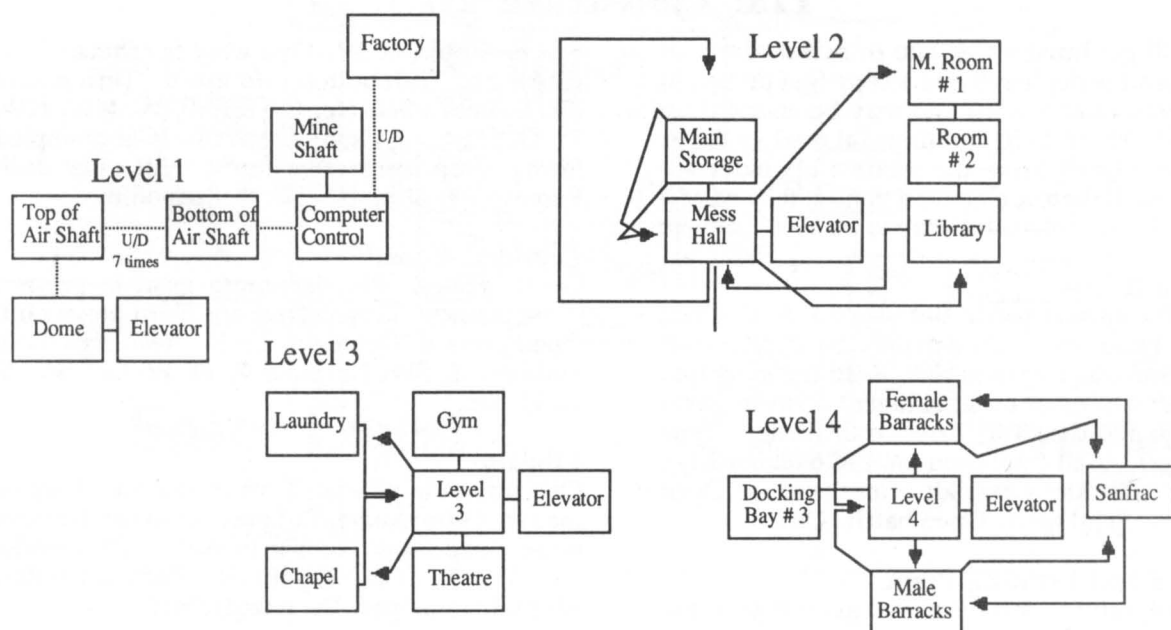 Level 1
Factory
U/D
Mine
Shaft
Top of
Air Shaft
U/D
7 times
Bottom of
Air Shaft
Computer
Control
Dome
Elevator
Level 2
M. Room
# 1
Room
# 2
Main
Storage
Mess
Hall
Elevator
Library
Level 3
Laundry
Gym
Level
3
Elevator
Chapel
Theatre
Level 4
Female
Barracks
Docking
Bay # 3
Level
4
Elevator
Sanfrac
Male
Barracks